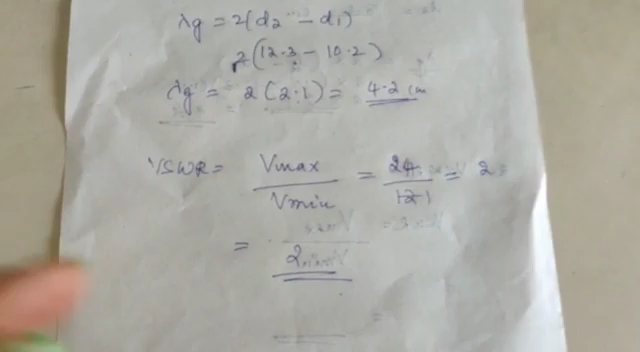 λg = 2(d2 - d1)
2(12.3 - 10.2)
λg = 2(2.1) = 4.2 cm
VSWR = Vmax / Vmin = 24 / 12 = 2
= 2